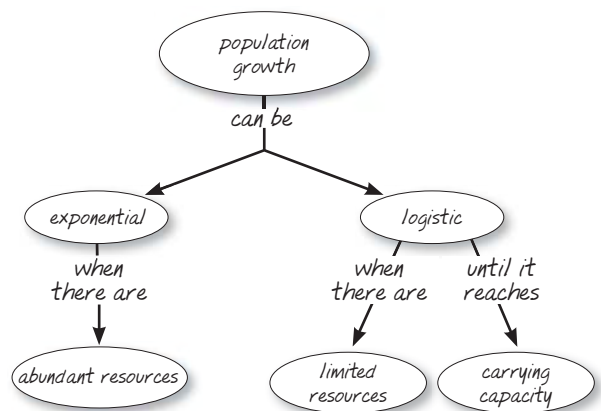 population
growth
can be
exponential
logistic
when
there are
when
there are
until it
reaches
abundant resources
limited
resources
carrying
capacity